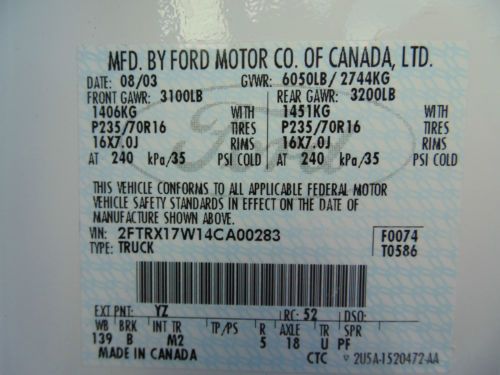 MFD. BY FORD MOTOR CO. OF CANADA, LTD.
DATE: 08/03 GVWR: 6050LB/ 2744KG
FRONT GAWR: 3100LB REAR GAWR: 3200LB
1406KG WITH 1451KG WITH
P235/70R16 TIRES P235/70R16 TIRES
16X7.0J RIMS 16X7.0J RIMS
AT 240 kPa/35 PSI COLD AT 240 kPa/35 PSI COLD
THIS VEHICLE CONFORMS TO ALL APPLICABLE FEDERAL MOTOR
VEHICLE SAFETY STANDARDS IN EFFECT ON THE DATE OF
MANUFACTURE SHOWN ABOVE.
VIN: 2FTRX17W14CA00283 F0074
TYPE: TRUCK T0586
EXT PNT: YZ RC: 52 DSO:
WB BRK INT TR TP/PS R AXLE TR SPR
139 B M2 5 18 U PF
MADE IN CANADA CTC 2U5A-1520472-AA
Ford